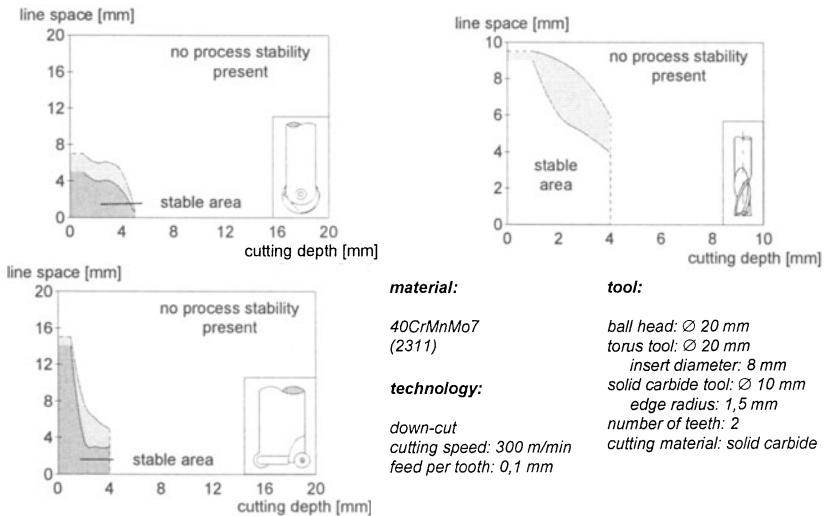 line space [mm]
20
16
12
8
4
0
no process stability
present
stable area
0 4 8 12 16 20
cutting depth [mm]
line space [mm]
10
8
6
4
2
0
no process stability
present
stable
area
0 2 4 6 8 10
cutting depth [mm]
line space [mm]
20
16
12
8
4
0
no process stability
present
stable area
0 4 8 12 16 20
cutting depth [mm]
material:
40CrMnMo7
(2311)
technology:
down-cut
cutting speed: 300 m/min
feed per tooth: 0,1 mm
tool:
ball head: ∅ 20 mm
torus tool: ∅ 20 mm
insert diameter: 8 mm
solid carbide tool: ∅ 10 mm
edge radius: 1,5 mm
number of teeth: 2
cutting material: solid carbide